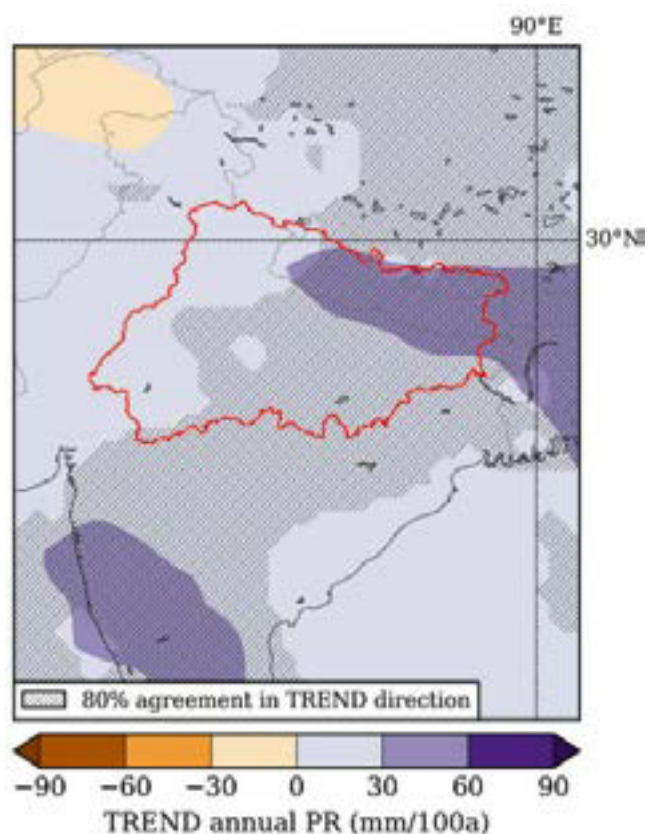 90°E
30°N
80% agreement in TREND direction
−90 −60 −30 0 30 60 90
TREND annual PR (mm/100a)